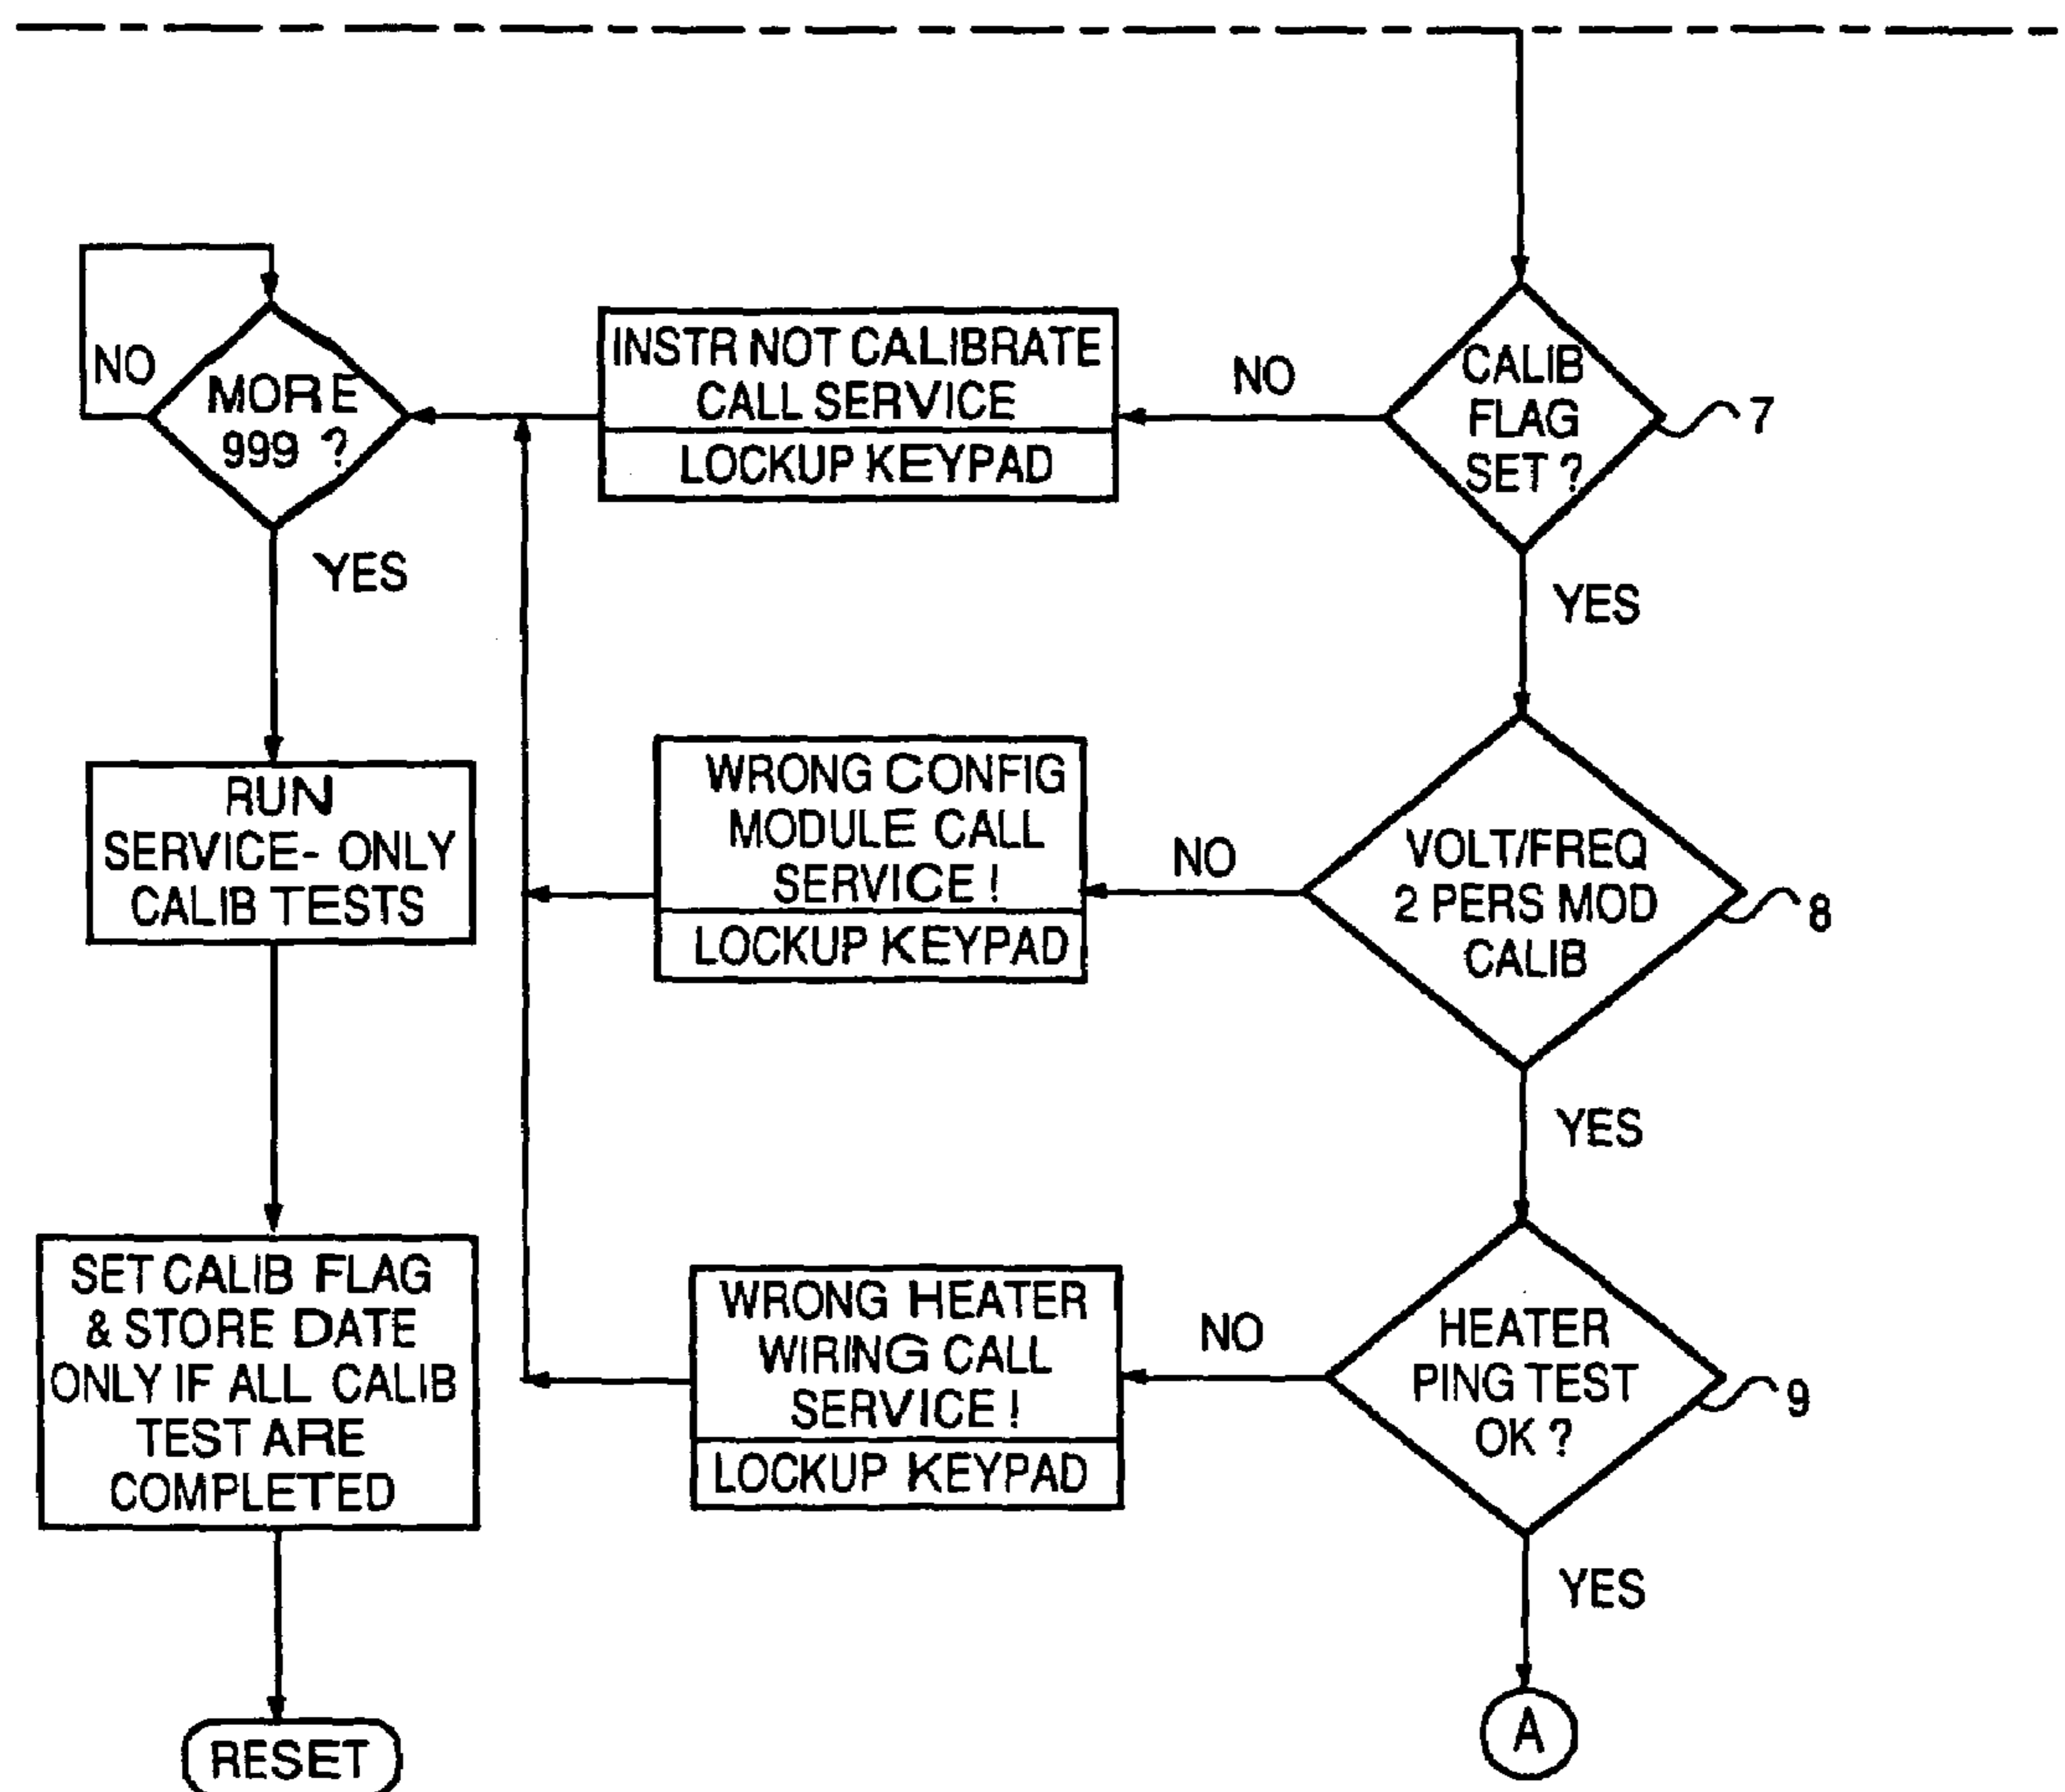 NO
MORE
999 ?
YES
INSTR NOT CALIBRATE
CALL SERVICE
LOCKUP KEYPAD
NO
CALIB
FLAG
SET ?
7
YES
RUN
SERVICE- ONLY
CALIB TESTS
WRONG CONFIG
MODULE CALL
SERVICE !
LOCKUP KEYPAD
NO
VOLT/FREQ
2 PERS MOD
CALIB
8
YES
SET CALIB FLAG
& STORE DATE
ONLY IF ALL CALIB
TEST ARE
COMPLETED
WRONG HEATER
WIRING CALL
SERVICE !
LOCKUP KEYPAD
NO
HEATER
PING TEST
OK ?
9
YES
RESET
A